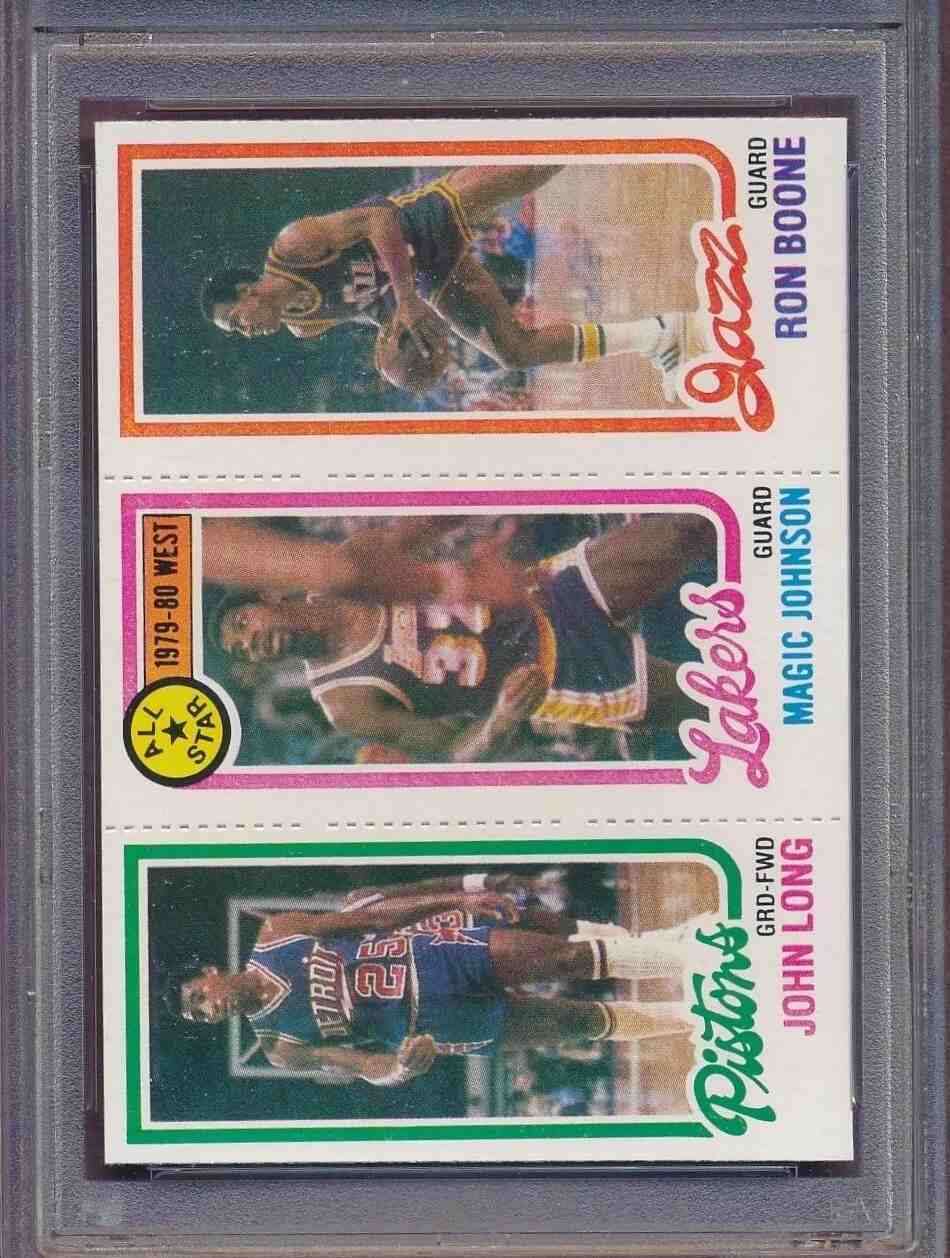 DETROIT
25
Pistons
GRD-FWD
JOHN LONG
ALL
STAR
1979-80 WEST
Lakers
GUARD
MAGIC JOHNSON
Jazz
GUARD
RON BOONE